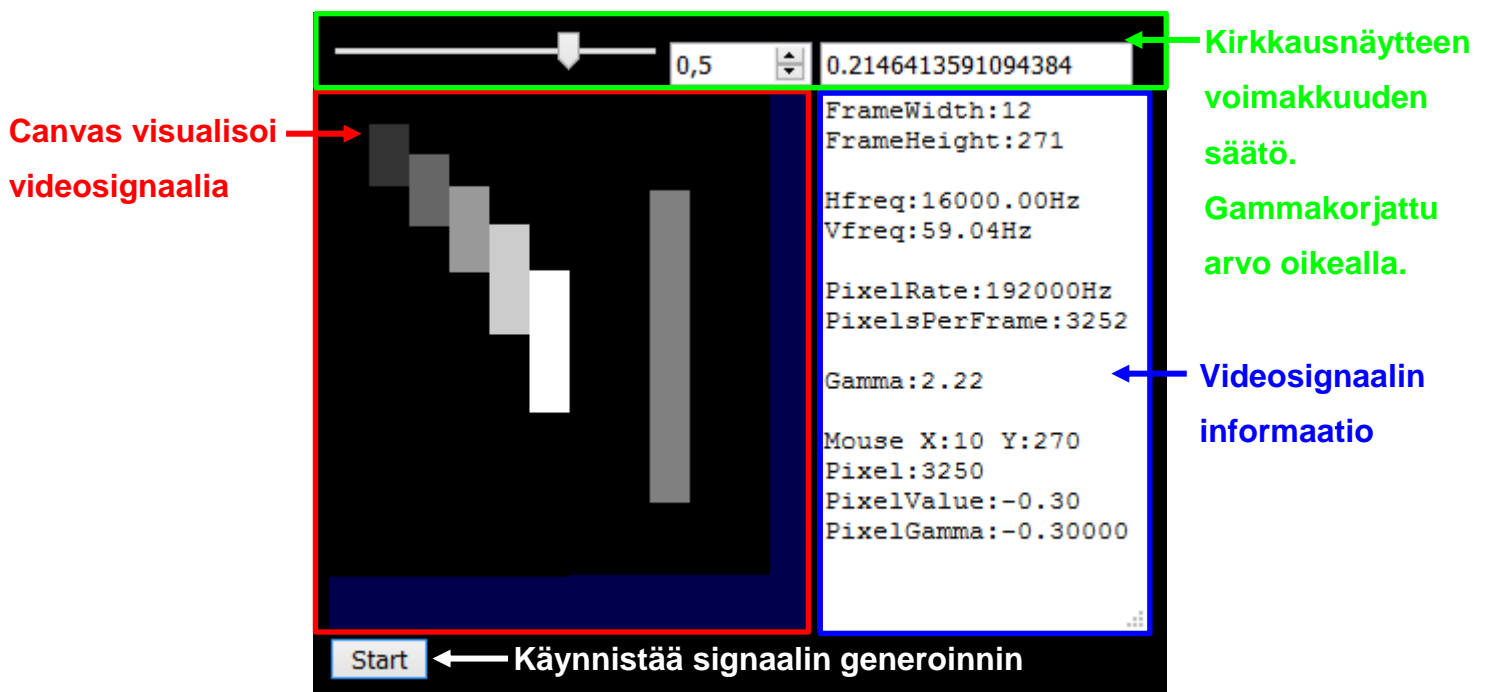 Canvas visualisoi
videosignaalia
0,5
0.2146413591094384
FrameWidth:12
FrameHeight:271
Hfreq:16000.00Hz
Vfreq:59.04Hz
PixelRate:192000Hz
PixelsPerFrame:3252
Gamma:2.22
Mouse X:10 Y:270
Pixel:3250
PixelValue:-0.30
PixelGamma:-0.30000
Kirkkausnäytteen
voimakkuuden
säätö.
Gammakorjattu
arvo oikealla.
Videosignaalin
informaatio
Start
Käynnistää signaalin generoinnin